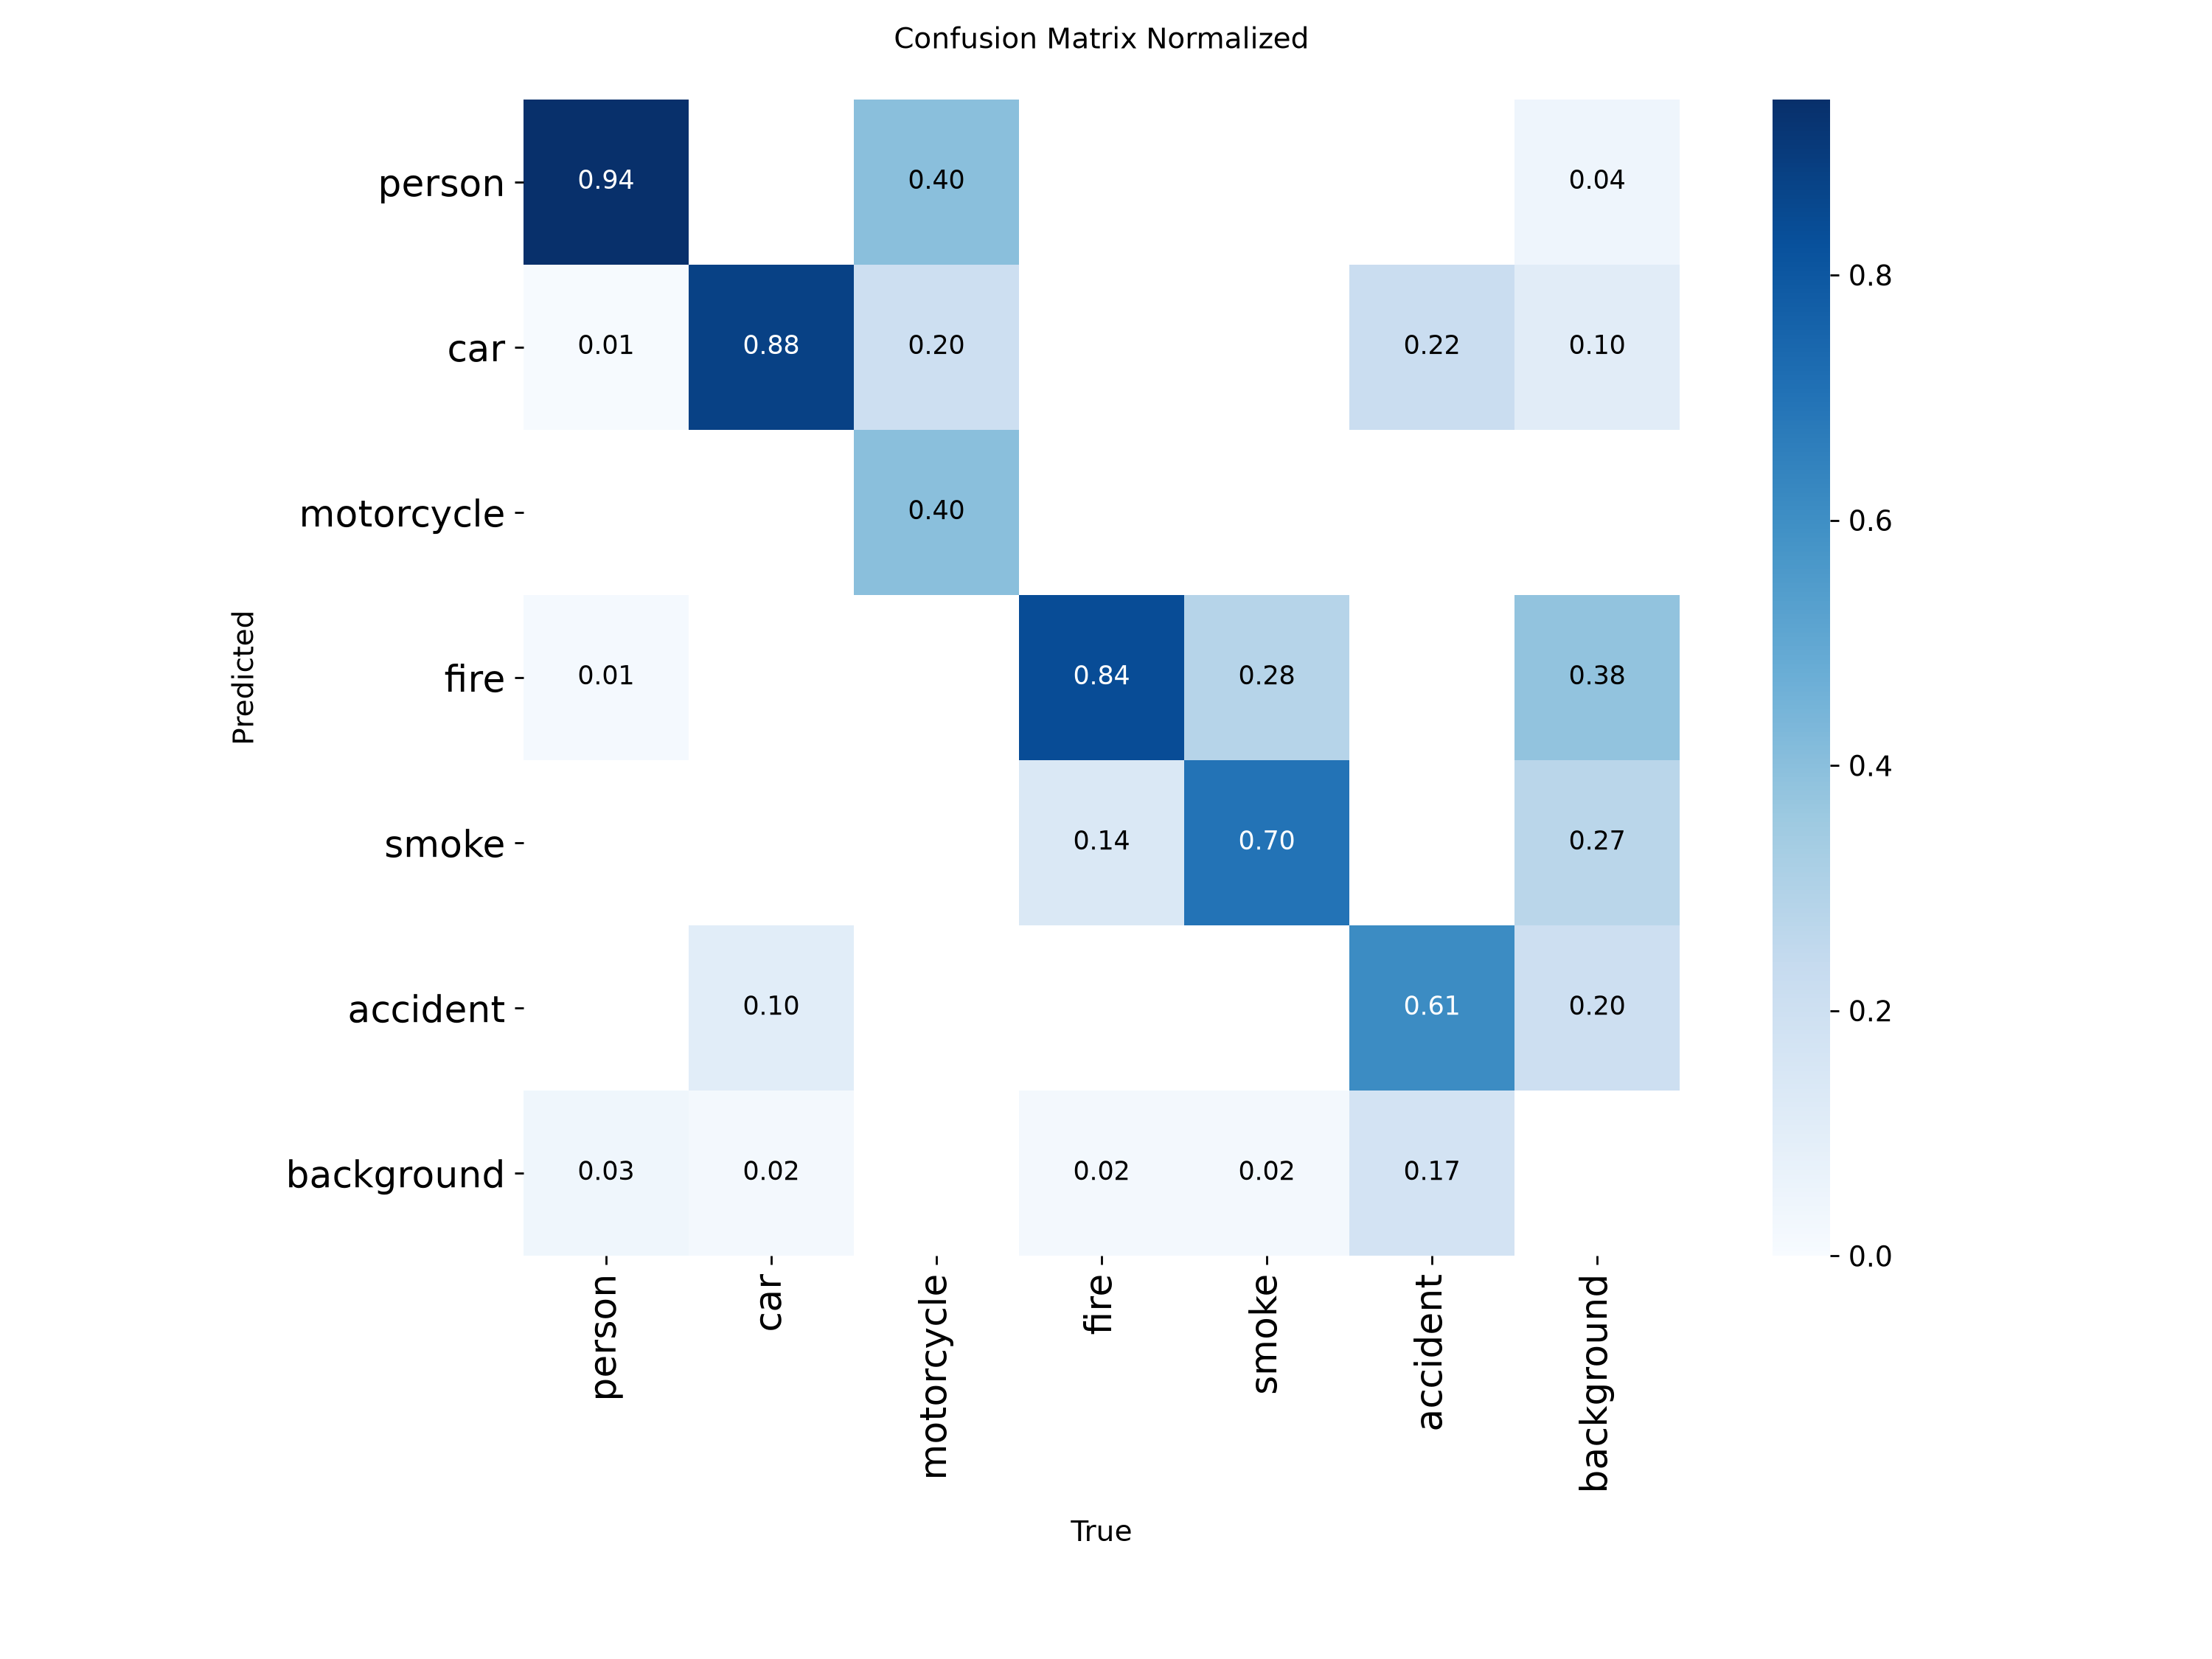 Confusion Matrix Normalized
person 0.94 0.40 0.04
car 0.01 0.88 0.20 0.22 0.10
motorcycle 0.40
fire 0.01 0.84 0.28 0.38
smoke 0.14 0.70 0.27
accident 0.10 0.61 0.20
background 0.03 0.02 0.02 0.02 0.17
Predicted
person car motorcycle fire smoke accident background
True
0.8
0.6
0.4
0.2
0.0